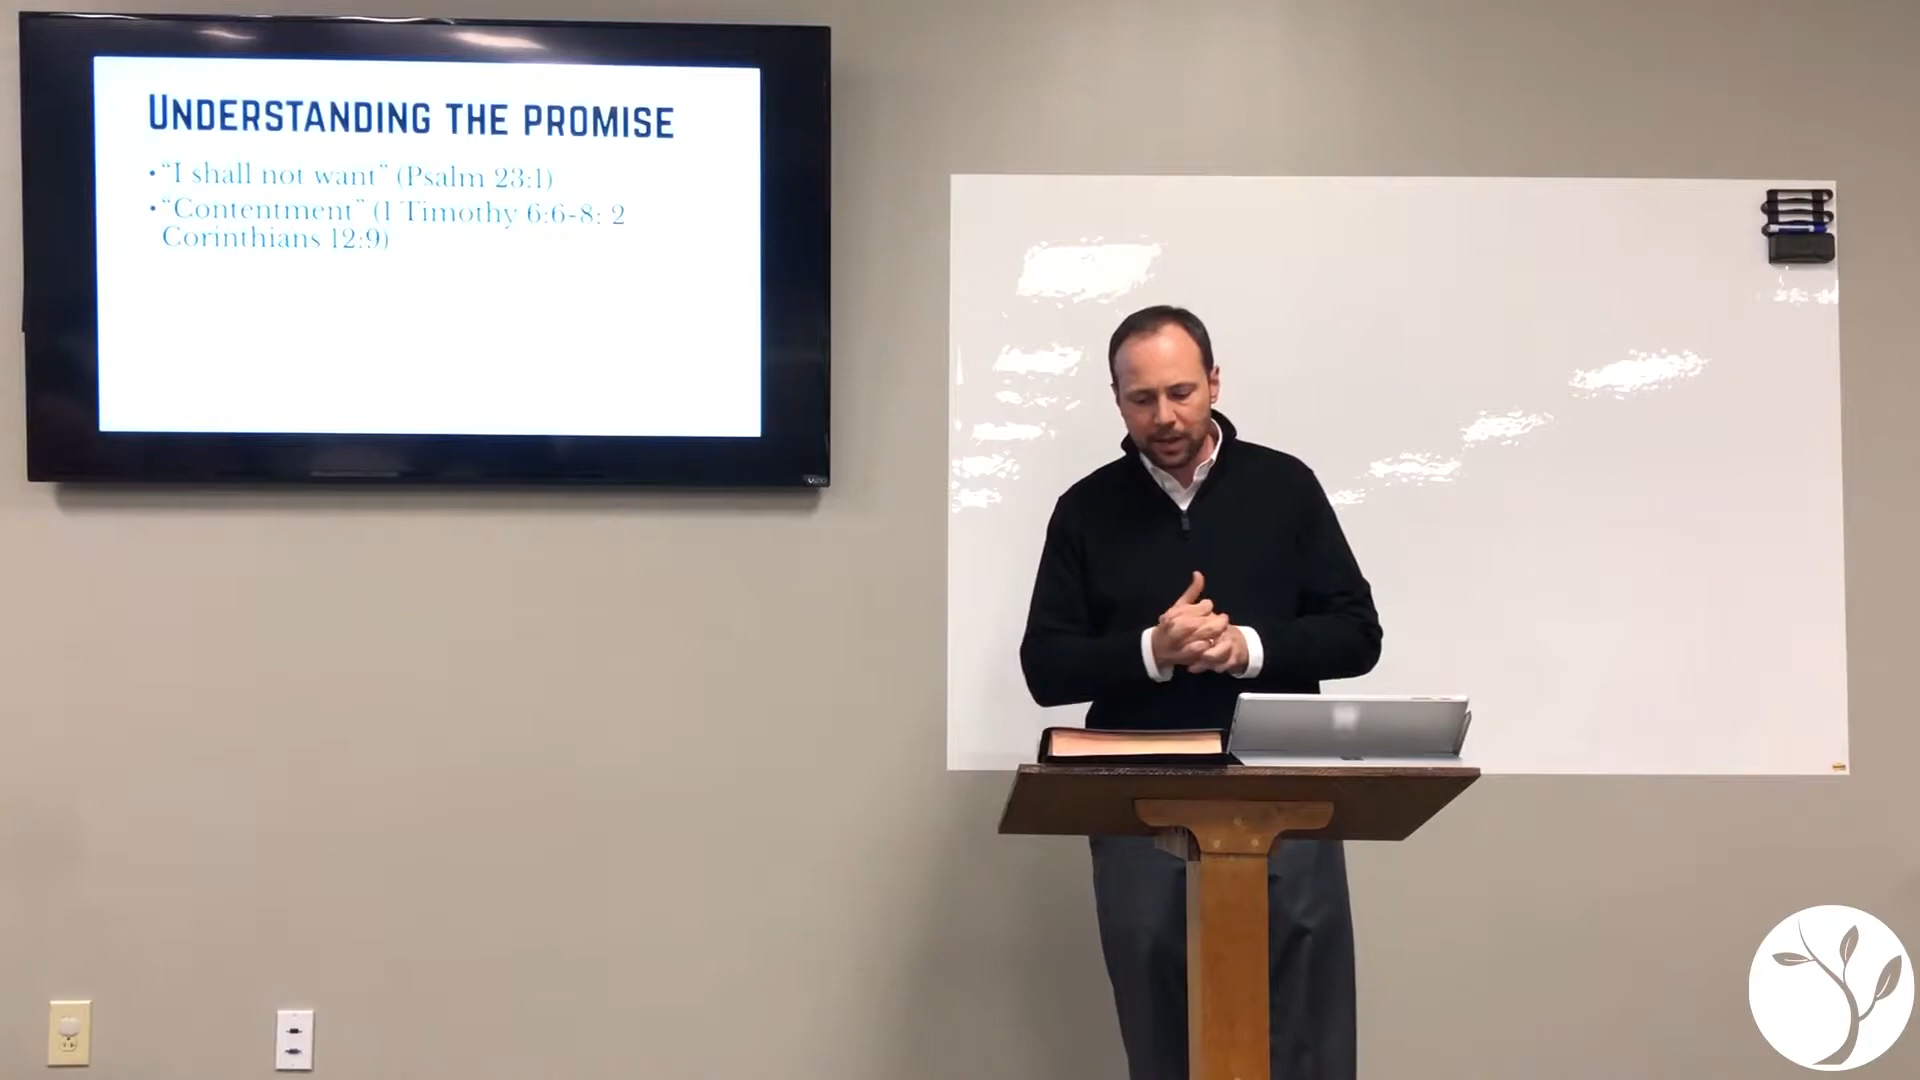 UNDERSTANDING THE PROMISE
• “I shall not want” (Psalm 23:1)
• “Contentment” (1 Timothy 6:6-8: 2
Corinthians 12:9)
VIZIO